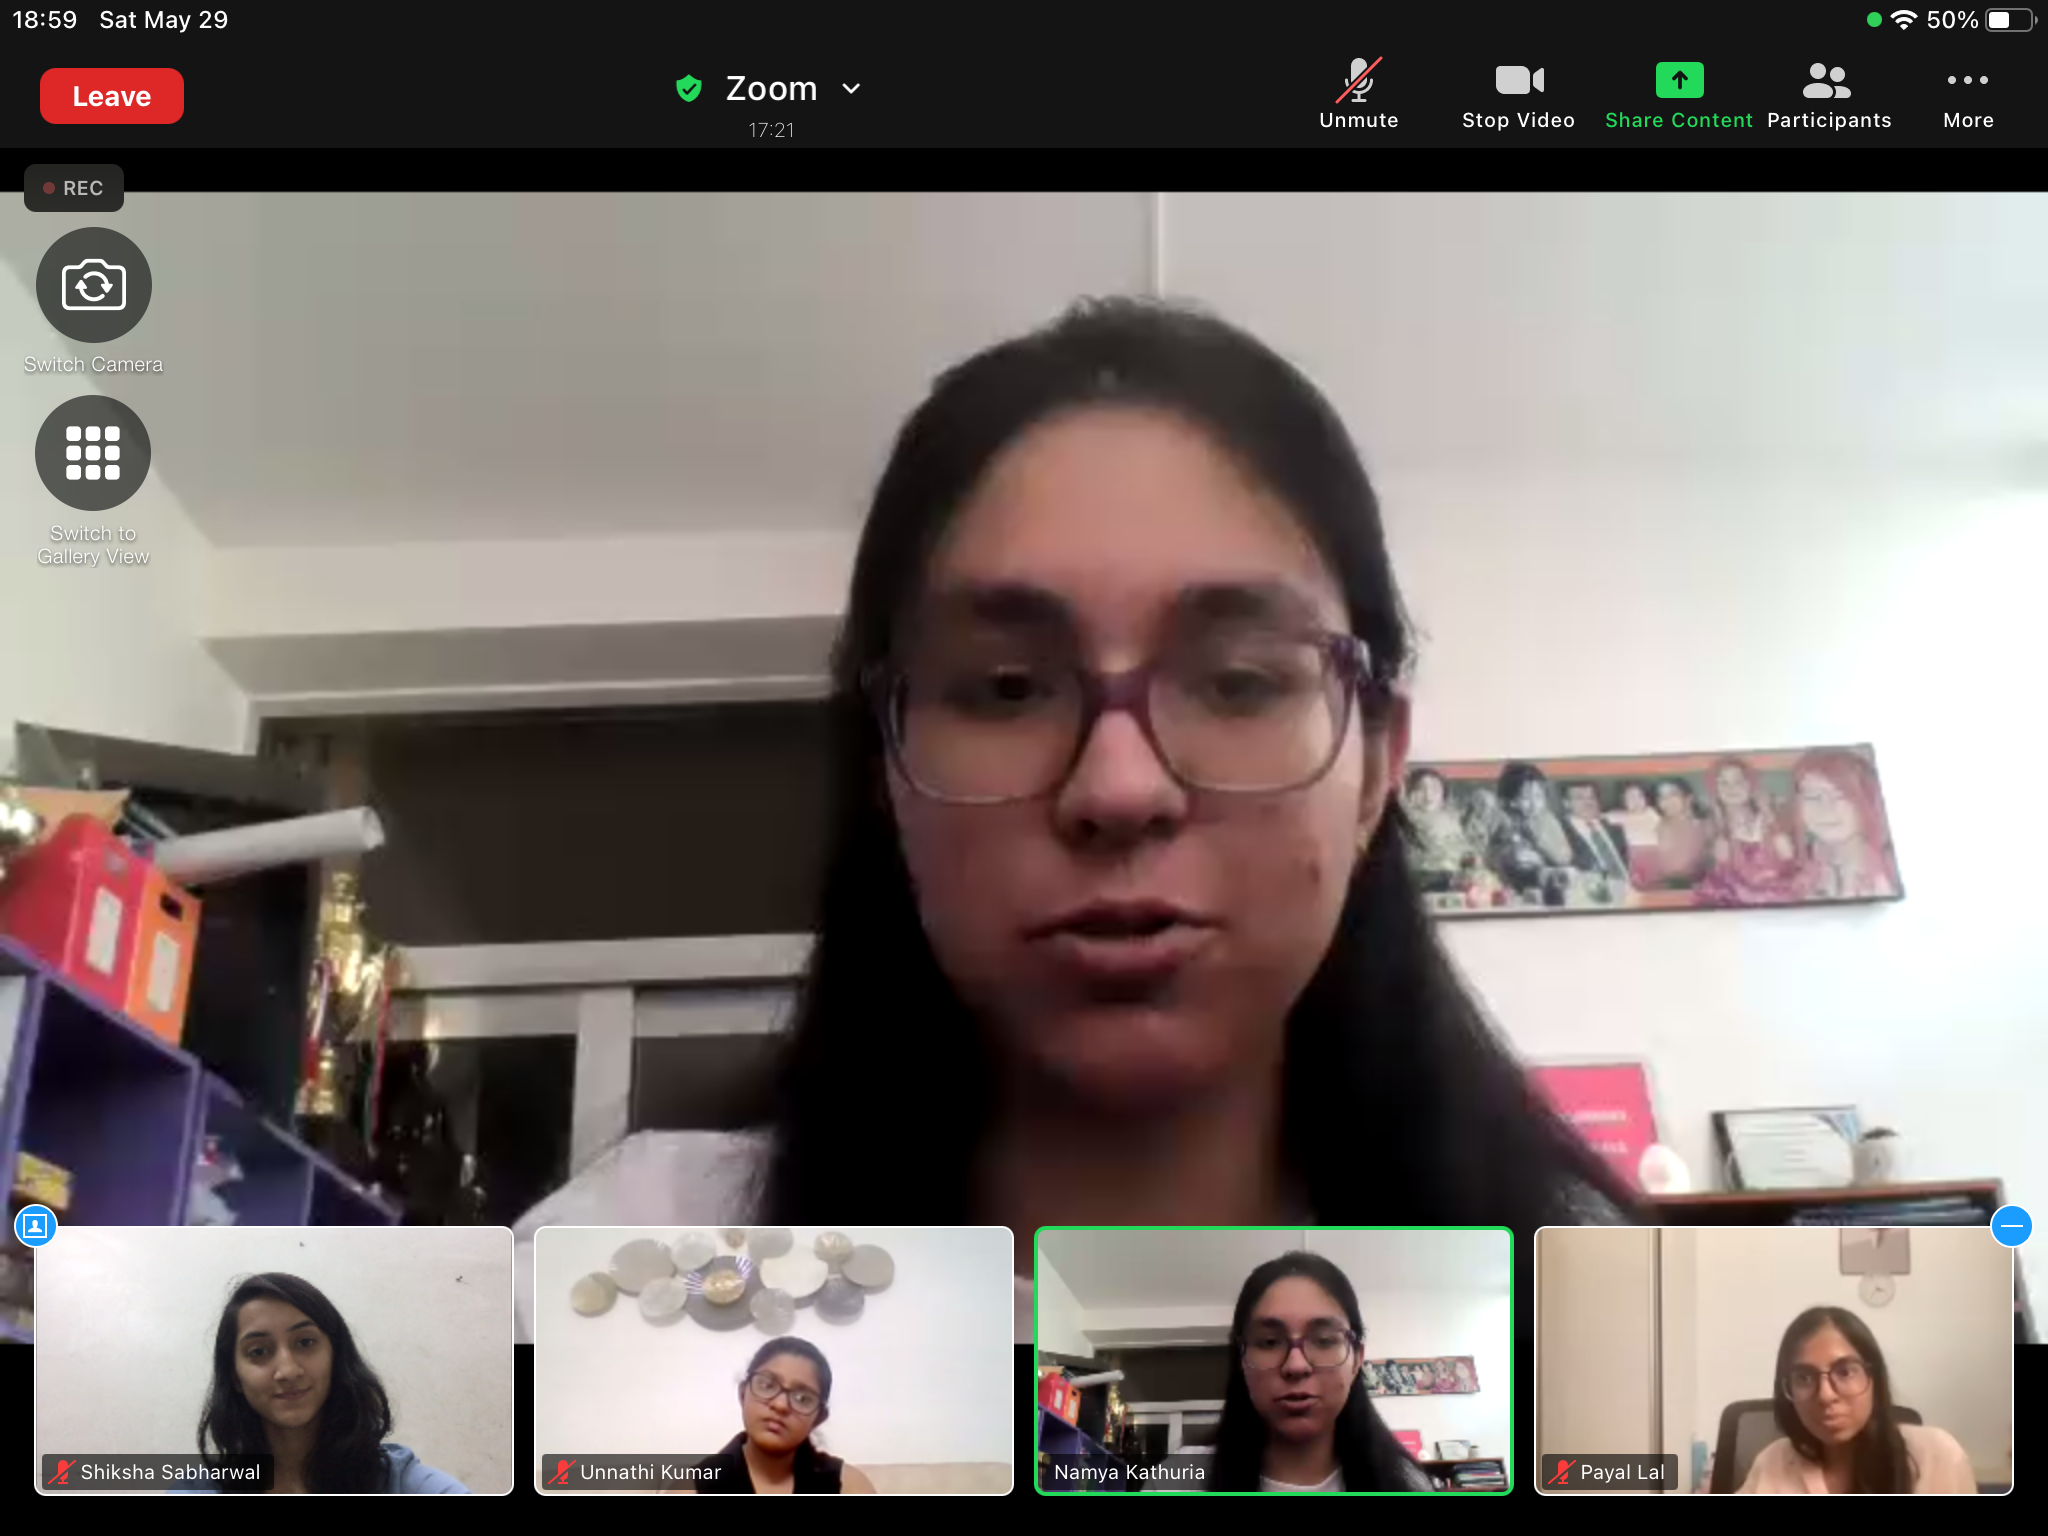 18:59 Sat May 29
50%
Leave
Zoom
17:21
Unmute
Stop Video
Share Content
Participants
More
REC
Switch Camera
Switch to
Gallery View
Shiksha Sabharwal
Unnathi Kumar
Namya Kathuria
Payal Lal